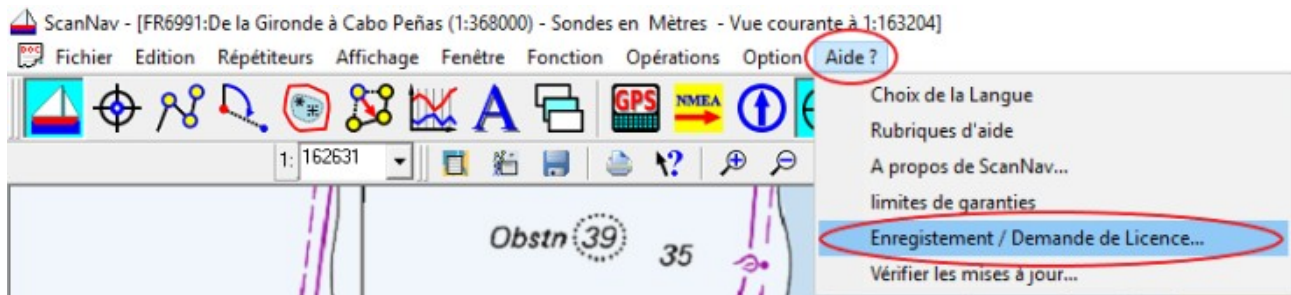 ScanNav - [FR6991:De la Gironde à Cabo Peñas (1:368000) - Sondes en Mètres - Vue courante à 1:163204]
DOC Fichier Edition Répétiteurs Affichage Fenêtre Fonction Opérations Option Aide ?
A GPS NMEA
1: 162631
Choix de la Langue
Rubriques d'aide
A propos de ScanNav...
limites de garanties
Enregistement / Demande de Licence...
Vérifier les mises à jour...
Obstn 39 35